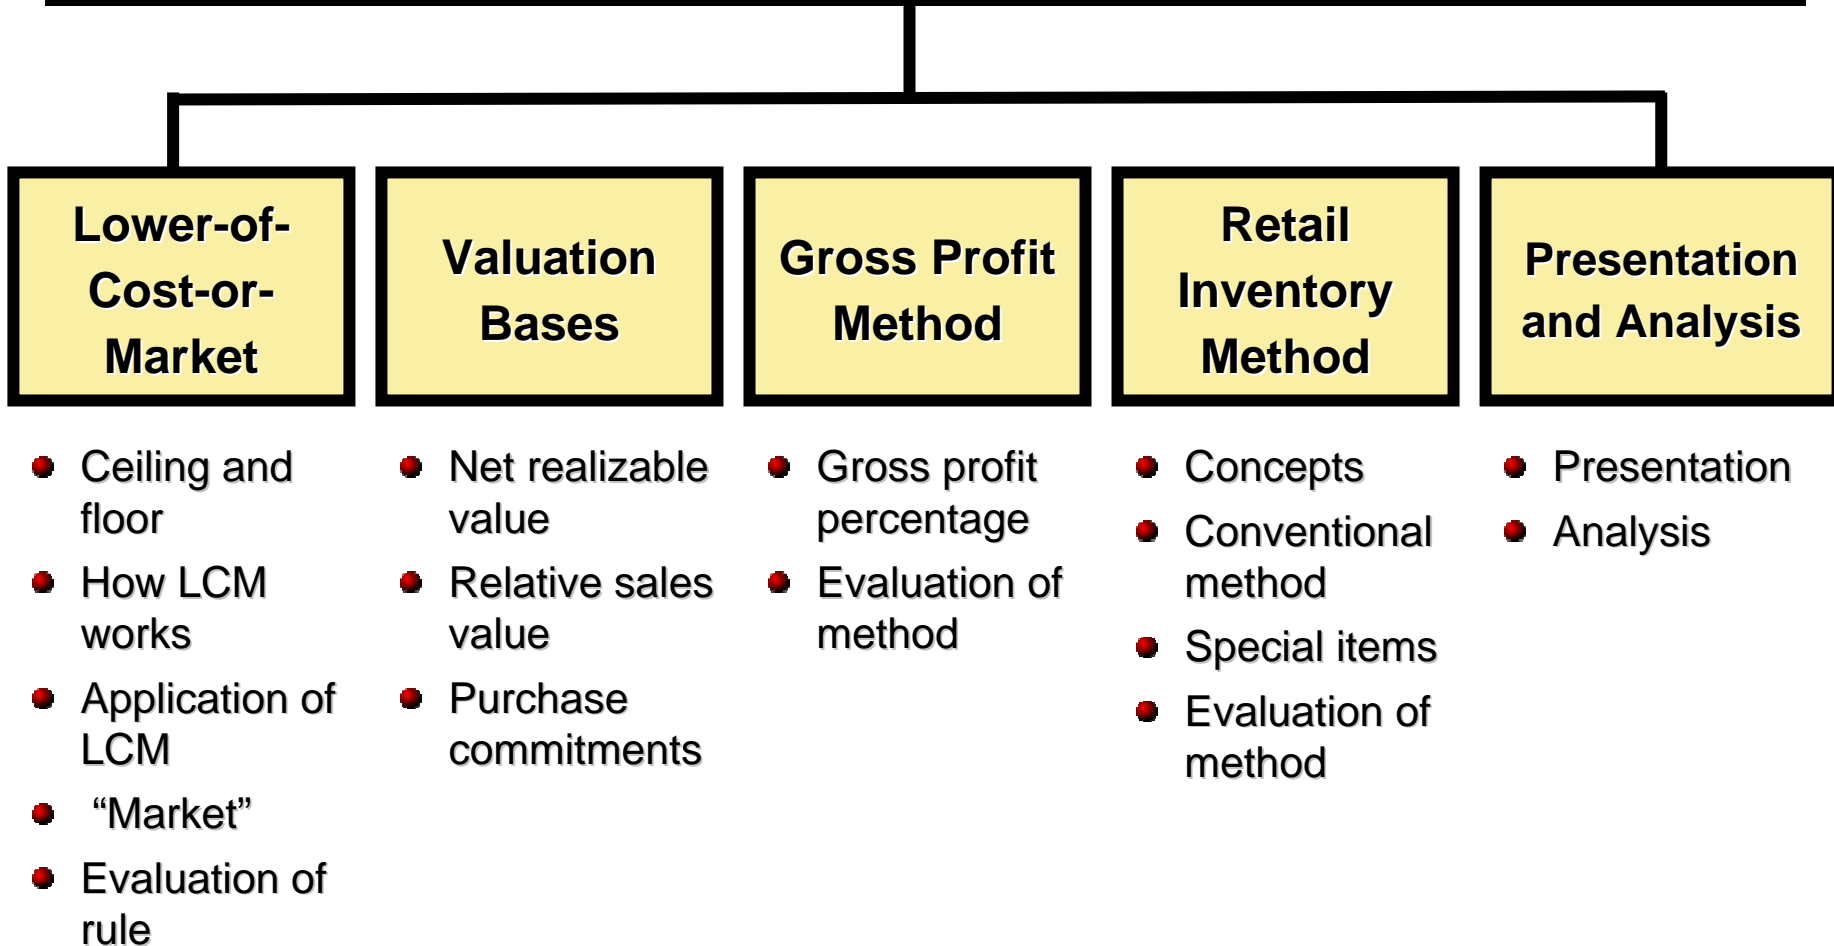 Lower-of-
Cost-or-
Market
Valuation
Bases
Gross Profit
Method
Retail
Inventory
Method
Presentation
and Analysis
Ceiling and
floor
How LCM
works
Application of
LCM
“Market”
Evaluation of
rule
Net realizable
value
Relative sales
value
Purchase
commitments
Gross profit
percentage
Evaluation of
method
Concepts
Conventional
method
Special items
Evaluation of
method
Presentation
Analysis